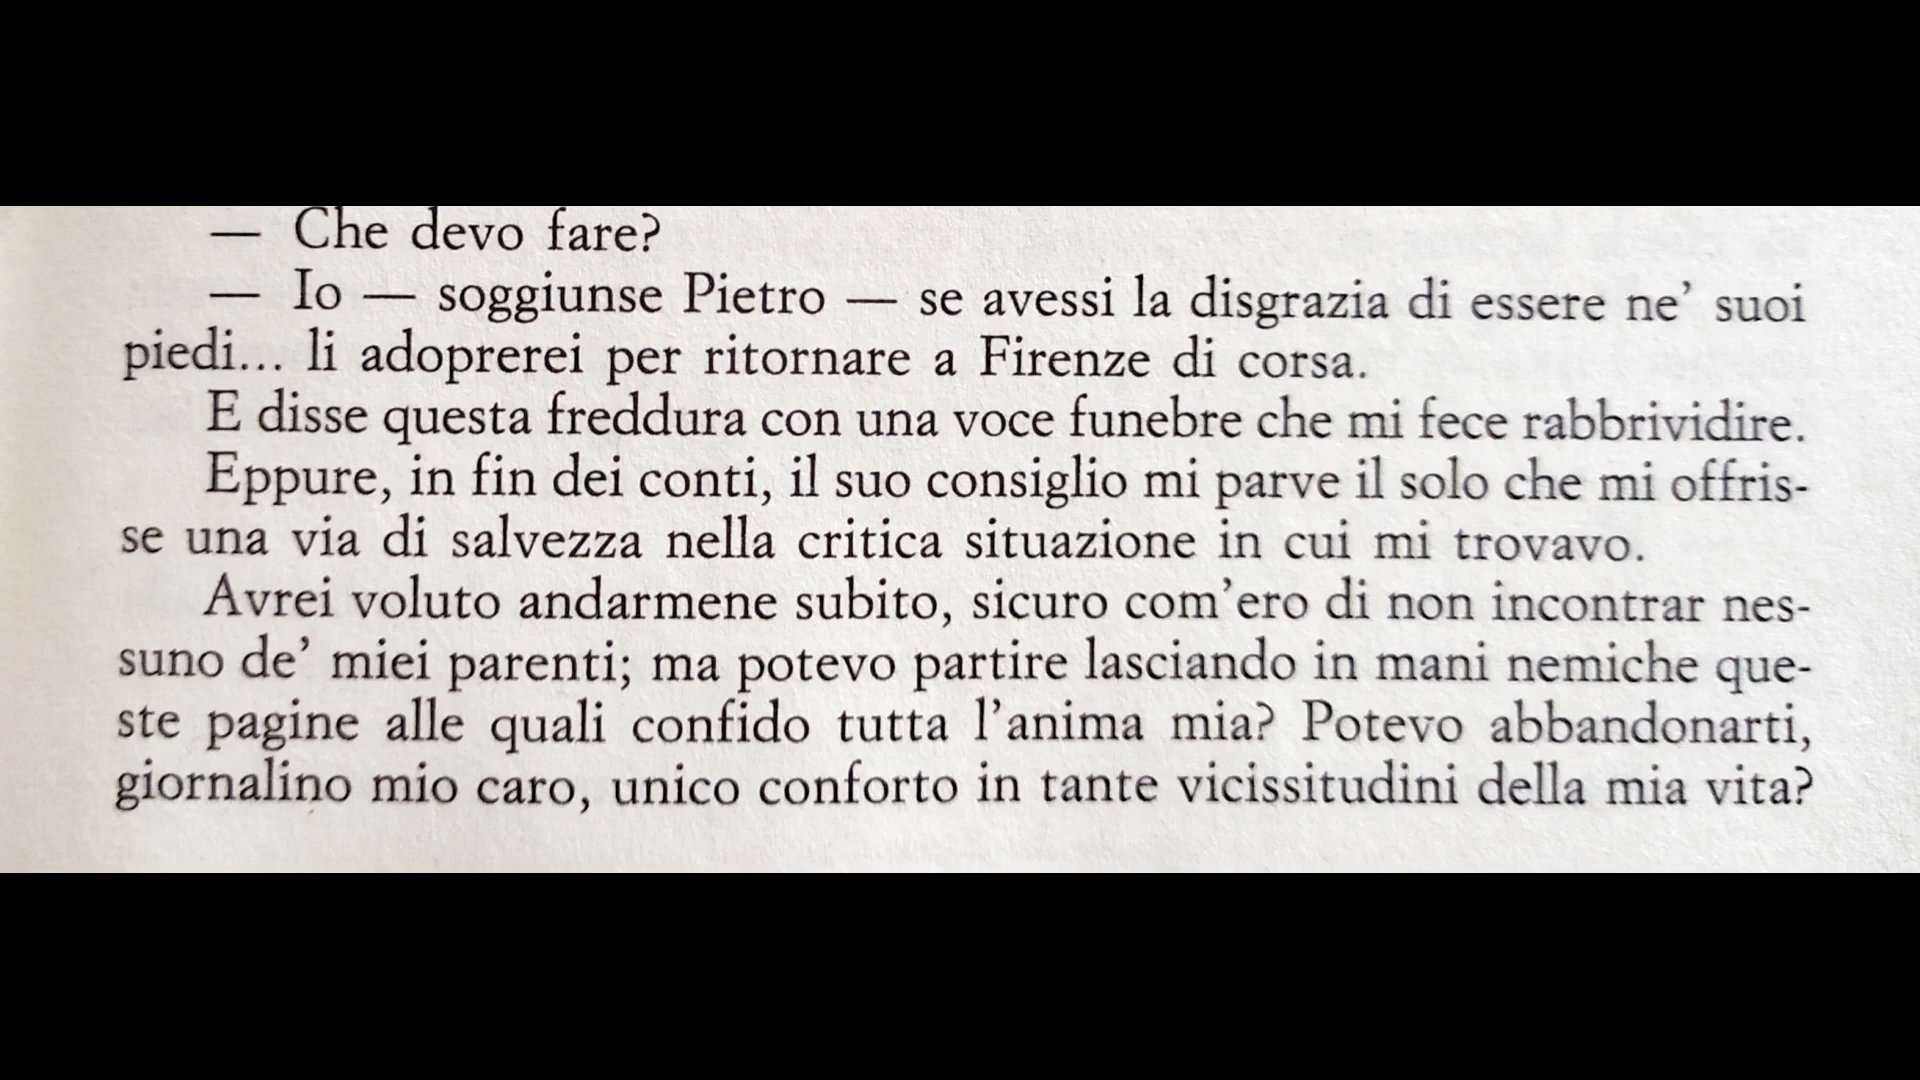 — Che devo fare?
— Io — soggiunse Pietro — se avessi la disgrazia di essere ne’ suoi
piedi... li adoprerei per ritornare a Firenze di corsa.
E disse questa freddura con una voce funebre che mi fece rabbrividire.
Eppure, in fin dei conti, il suo consiglio mi parve il solo che mi offris-
se una via di salvezza nella critica situazione in cui mi trovavo.
Avrei voluto andarmene subito, sicuro com’ero di non incontrar nes-
suno de’ miei parenti; ma potevo partire lasciando in mani nemiche que-
ste pagine alle quali confido tutta l’anima mia? Potevo abbandonarti,
giornalino mio caro, unico conforto in tante vicissitudini della mia vita?